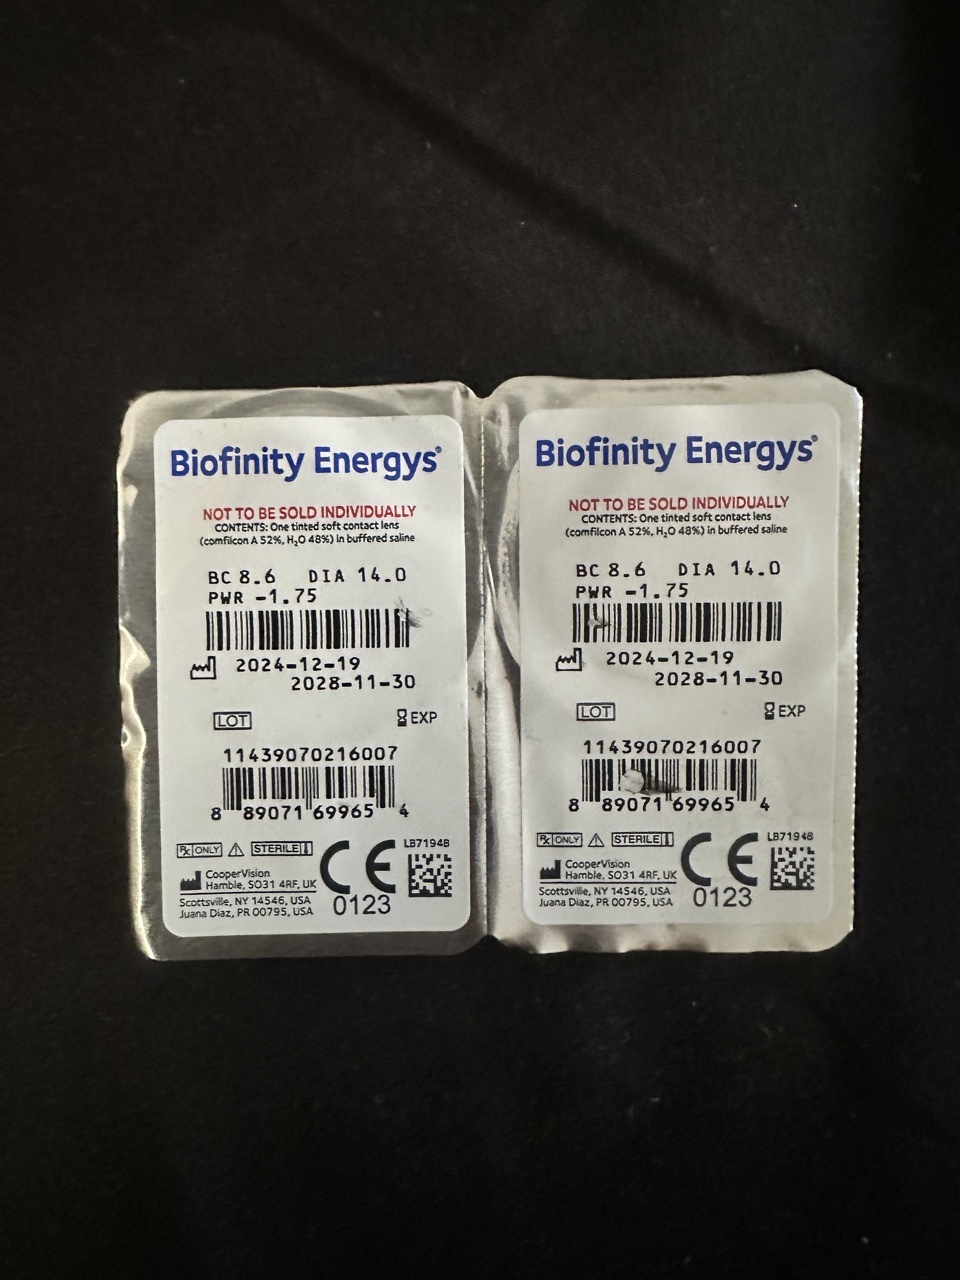 Biofinity Energys®
NOT TO BE SOLD INDIVIDUALLY
CONTENTS: One tinted soft contact lens
(comfilcon A 52%, H₂O 48%) in buffered saline
BC 8.6 DIA 14.0
PWR -1.75
2024-12-19
2028-11-30
LOT EXP
11439070216007
8 89071 69965 4
Rx ONLY STERILE
LB7194B
CooperVision
Hamble, SO31 4RF, UK
Scottsville, NY 14546, USA
Juana Diaz, PR 00795, USA
CE
0123
Biofinity Energys®
NOT TO BE SOLD INDIVIDUALLY
CONTENTS: One tinted soft contact lens
(comfilcon A 52%, H₂O 48%) in buffered saline
BC 8.6 DIA 14.0
PWR -1.75
2024-12-19
2028-11-30
LOT EXP
11439070216007
8 89071 69965 4
Rx ONLY STERILE
LB7194B
CooperVision
Hamble, SO31 4RF, UK
Scottsville, NY 14546, USA
Juana Diaz, PR 00795, USA
CE
0123